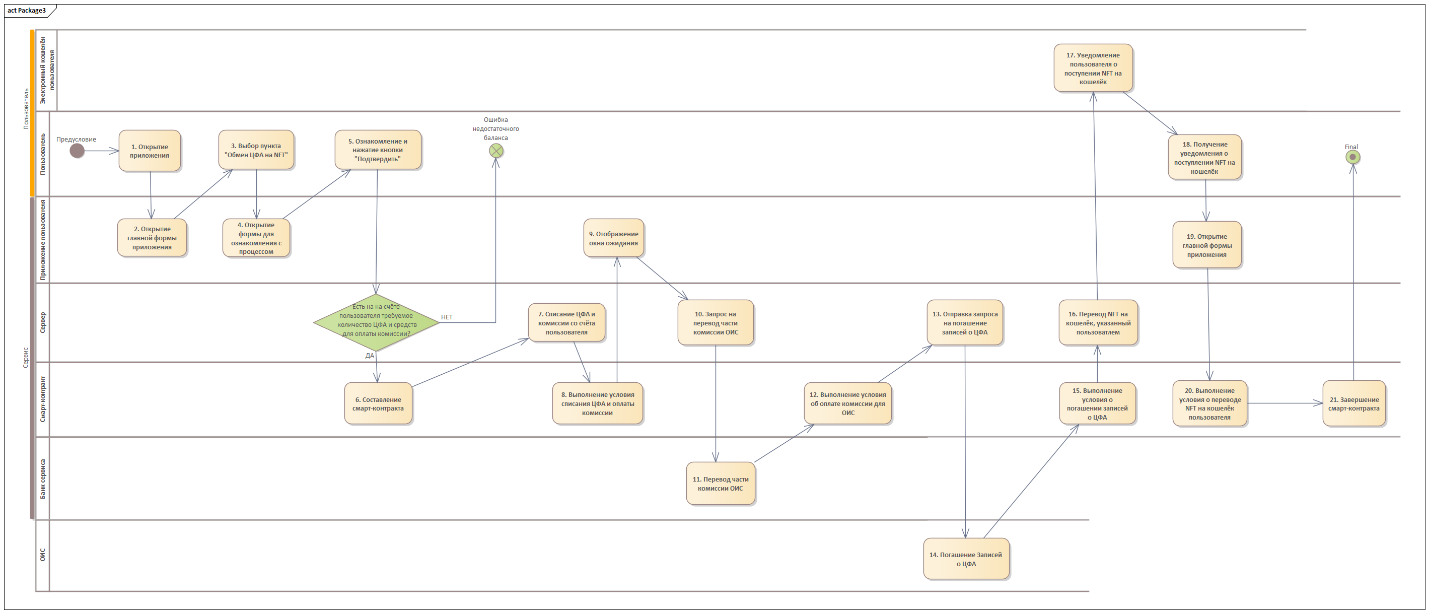 act Package3
Пользователь
Сервис
Электронный кошелёк
пользователя
Пользователь
Приложение пользователя
Сервер
Смарт-контракт
Банк сервиса
ОИС
Предусловие
1. Открытие
приложения
2. Открытие
главной формы
приложения
3. Выбор пункта
"Обмен ЦФА на NFT"
4. Открытие
формы для
ознакомления с
процессом
5. Ознакомление и
нажатие кнопки
"Подтвердить"
Есть на на счёте
пользователя требуемое
количество ЦФА и средств
для оплаты комиссии?
НЕТ
ДА
Ошибка
недостаточного
баланса
6. Составление
смарт-контракта
7. Списание ЦФА и
комиссии со счёта
пользователя
8. Выполнение условия
списания ЦФА и оплаты
комиссии
9. Отображение
окна ожидания
10. Запрос на
перевод части
комиссии ОИС
11. Перевод части
комиссии ОИС
12. Выполнение условия
об оплате комиссии для
ОИС
13. Отправка запроса
на погашение
записей о ЦФА
14. Погашение Записей
о ЦФА
15. Выполнение
условия о
погашении записей
о ЦФА
16. Перевод NFT на
кошелёк, указанный
пользователем
17. Уведомление
пользователя о
поступлении NFT на
кошелёк
18. Получение
уведомления о
поступлении NFT на
кошелёк
19. Открытие
главной формы
приложения
20. Выполнение
условия о переводе
NFT на кошелёк
пользователя
21. Завершение
смарт-контракта
Final